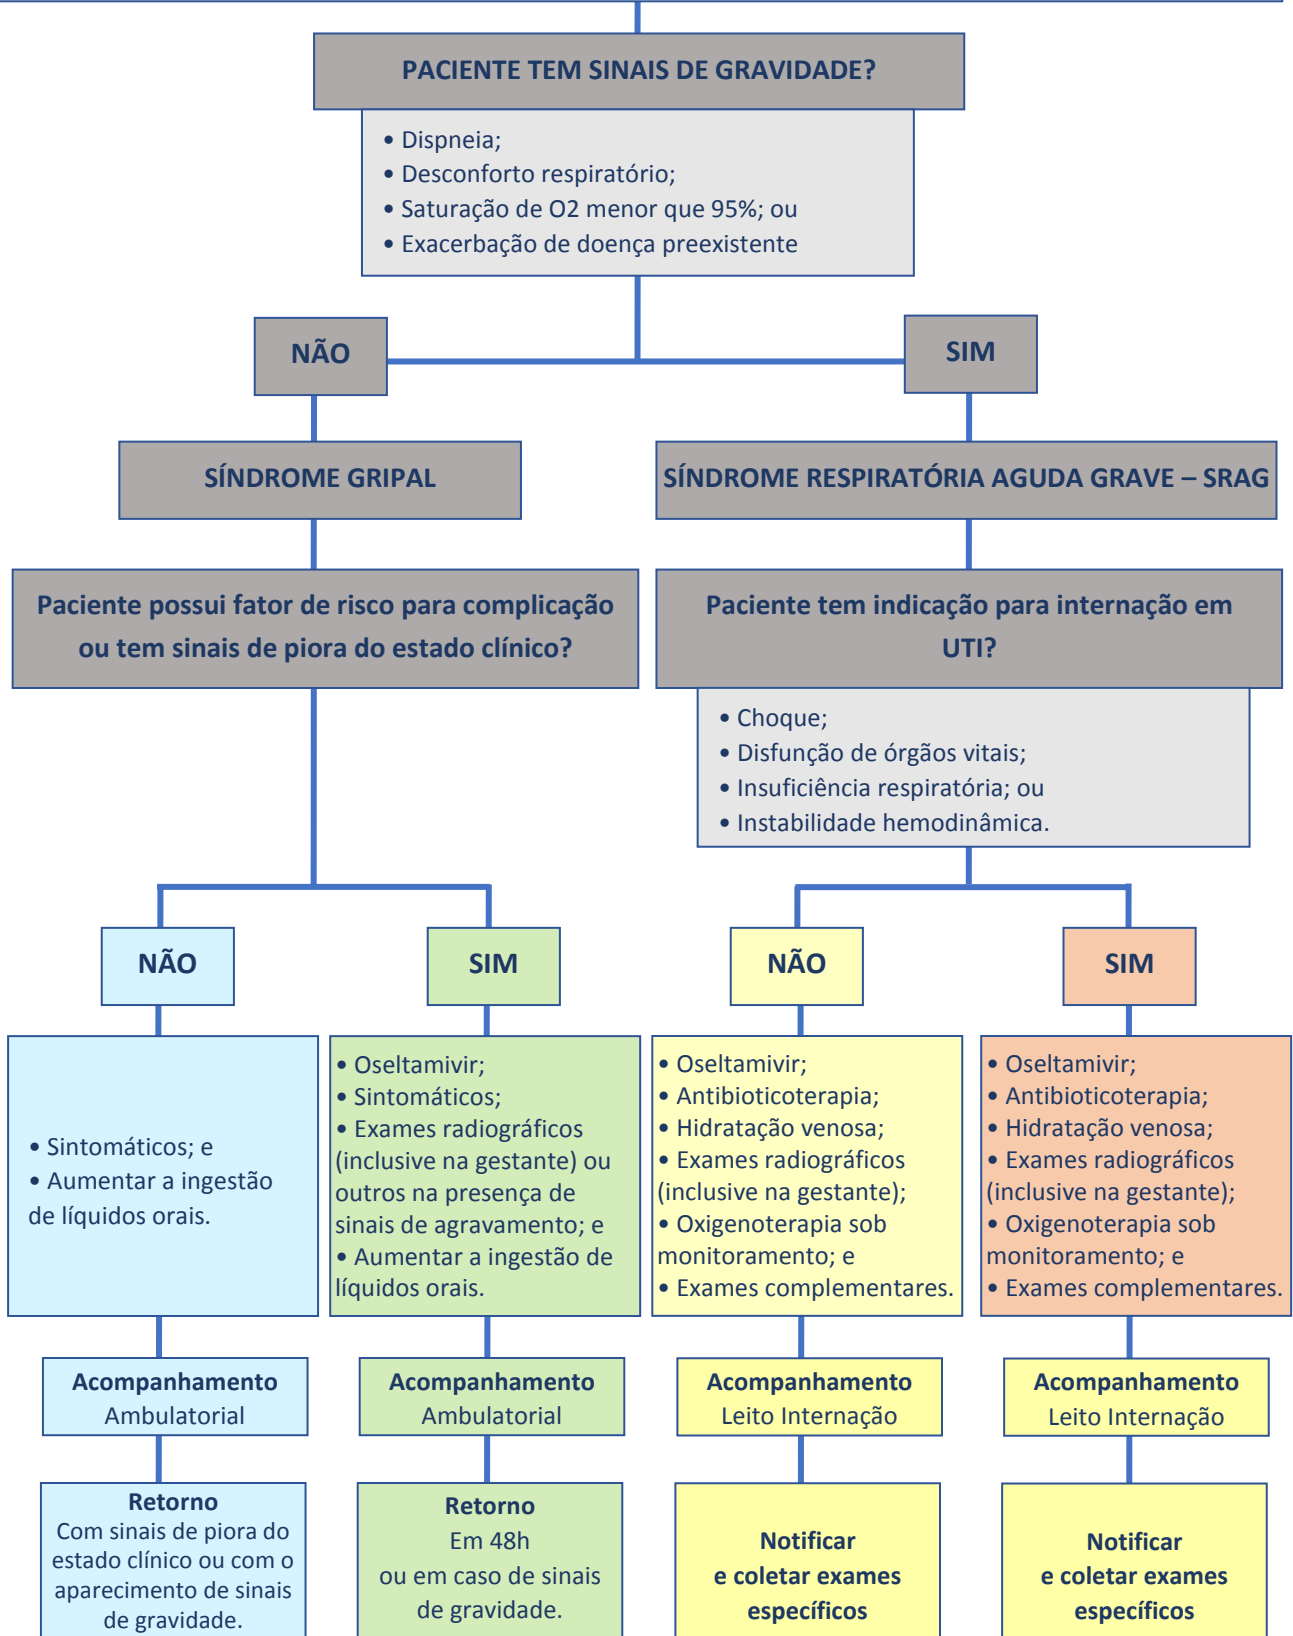 PACIENTE TEM SINAIS DE GRAVIDADE?
• Dispneia;
• Desconforto respiratório;
• Saturação de O2 menor que 95%; ou
• Exacerbação de doença preexistente
NÃO
SIM
SÍNDROME GRIPAL
SÍNDROME RESPIRATÓRIA AGUDA GRAVE – SRAG
Paciente possui fator de risco para complicação
ou tem sinais de piora do estado clínico?
Paciente tem indicação para internação em
UTI?
• Choque;
• Disfunção de órgãos vitais;
• Insuficiência respiratória; ou
• Instabilidade hemodinâmica.
NÃO
SIM
NÃO
SIM
• Sintomáticos; e
• Aumentar a ingestão
de líquidos orais.
• Oseltamivir;
• Sintomáticos;
• Exames radiográficos
(inclusive na gestante) ou
outros na presença de
sinais de agravamento; e
• Aumentar a ingestão de
líquidos orais.
• Oseltamivir;
• Antibioticoterapia;
• Hidratação venosa;
• Exames radiográficos
(inclusive na gestante);
• Oxigenoterapia sob
monitoramento; e
• Exames complementares.
• Oseltamivir;
• Antibioticoterapia;
• Hidratação venosa;
• Exames radiográficos
(inclusive na gestante);
• Oxigenoterapia sob
monitoramento; e
• Exames complementares.
Acompanhamento
Ambulatorial
Acompanhamento
Ambulatorial
Acompanhamento
Leito Internação
Acompanhamento
Leito Internação
Retorno
Com sinais de piora do
estado clínico ou com o
aparecimento de sinais
de gravidade.
Retorno
Em 48h
ou em caso de sinais
de gravidade.
Notificar
e coletar exames
específicos
Notificar
e coletar exames
específicos